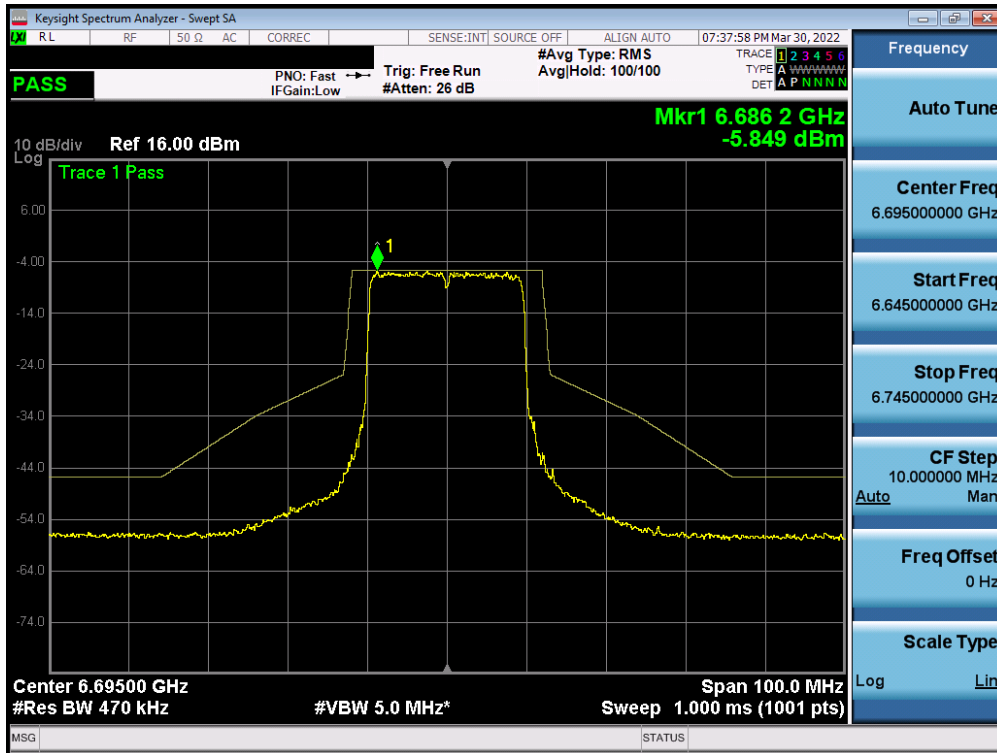 Keysight Spectrum Analyzer - Swept SA
LXI RL RF 50 Ω AC CORREC SENSE:INT SOURCE OFF ALIGN AUTO 07:37:58 PM Mar 30, 2022
PASS
PNO: Fast
IFGain:Low
Trig: Free Run
#Atten: 26 dB
#Avg Type: RMS
Avg|Hold: 100/100
TRACE 1 2 3 4 5 6
TYPE A WWWWW
DET A P N N N N
Mkr1 6.686 2 GHz
-5.849 dBm
10 dB/div
Log
Ref 16.00 dBm
Trace 1 Pass
6.00
-4.00
-14.0
-24.0
-34.0
-44.0
-54.0
-64.0
-74.0
1
Center 6.69500 GHz
Span 100.0 MHz
#Res BW 470 kHz
#VBW 5.0 MHz*
Sweep 1.000 ms (1001 pts)
MSG
STATUS
Frequency
Auto Tune
Center Freq
6.695000000 GHz
Start Freq
6.645000000 GHz
Stop Freq
6.745000000 GHz
CF Step
10.000000 MHz
Auto Man
Freq Offset
0 Hz
Scale Type
Log Lin